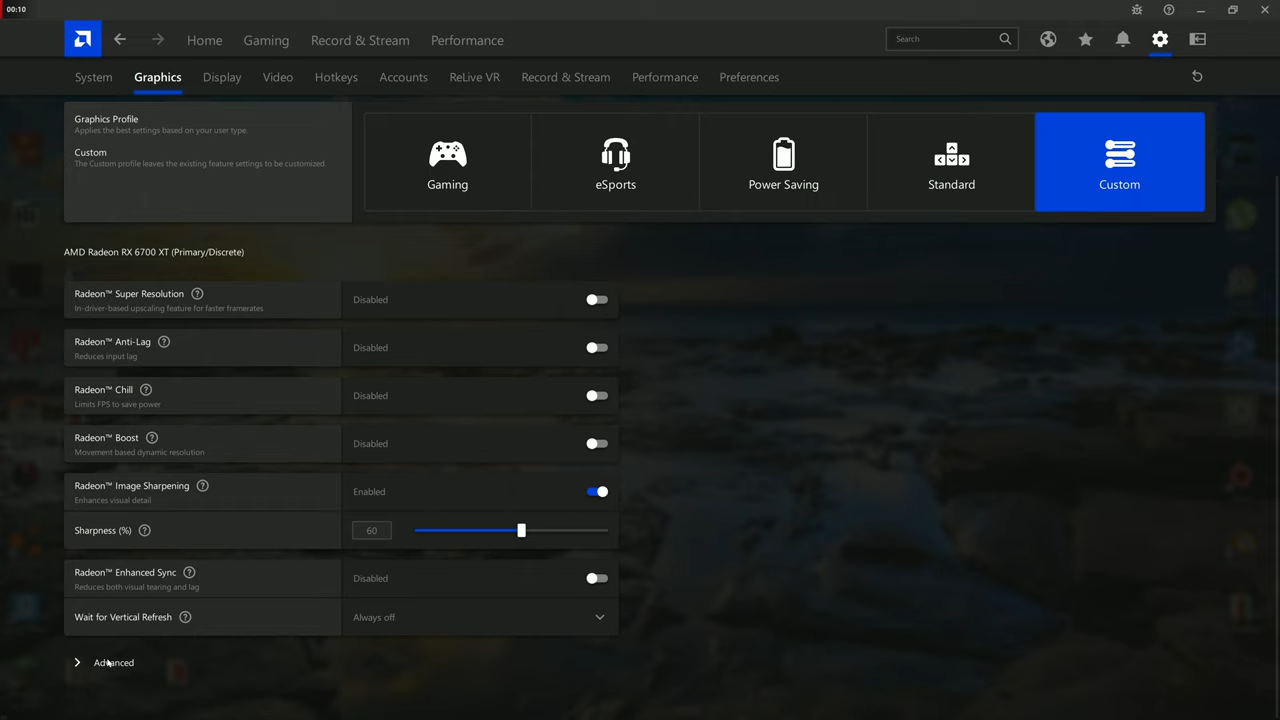 00:10
Home
Gaming
Record & Stream
Performance
Search
System
Graphics
Display
Video
Hotkeys
Accounts
ReLive VR
Record & Stream
Performance
Preferences
Graphics Profile
Applies the best settings based on your user type.
Custom
The Custom profile leaves the existing feature settings to be customized.
Gaming
eSports
Power Saving
Standard
Custom
AMD Radeon RX 6700 XT (Primary/Discrete)
Radeon™ Super Resolution
In-driver-based upscaling feature for faster framerates
Disabled
Radeon™ Anti-Lag
Reduces input lag
Disabled
Radeon™ Chill
Limits FPS to save power
Disabled
Radeon™ Boost
Movement based dynamic resolution
Disabled
Radeon™ Image Sharpening
Enhances visual detail
Enabled
Sharpness (%)
60
Radeon™ Enhanced Sync
Reduces both visual tearing and lag
Disabled
Wait for Vertical Refresh
Always off
Advanced